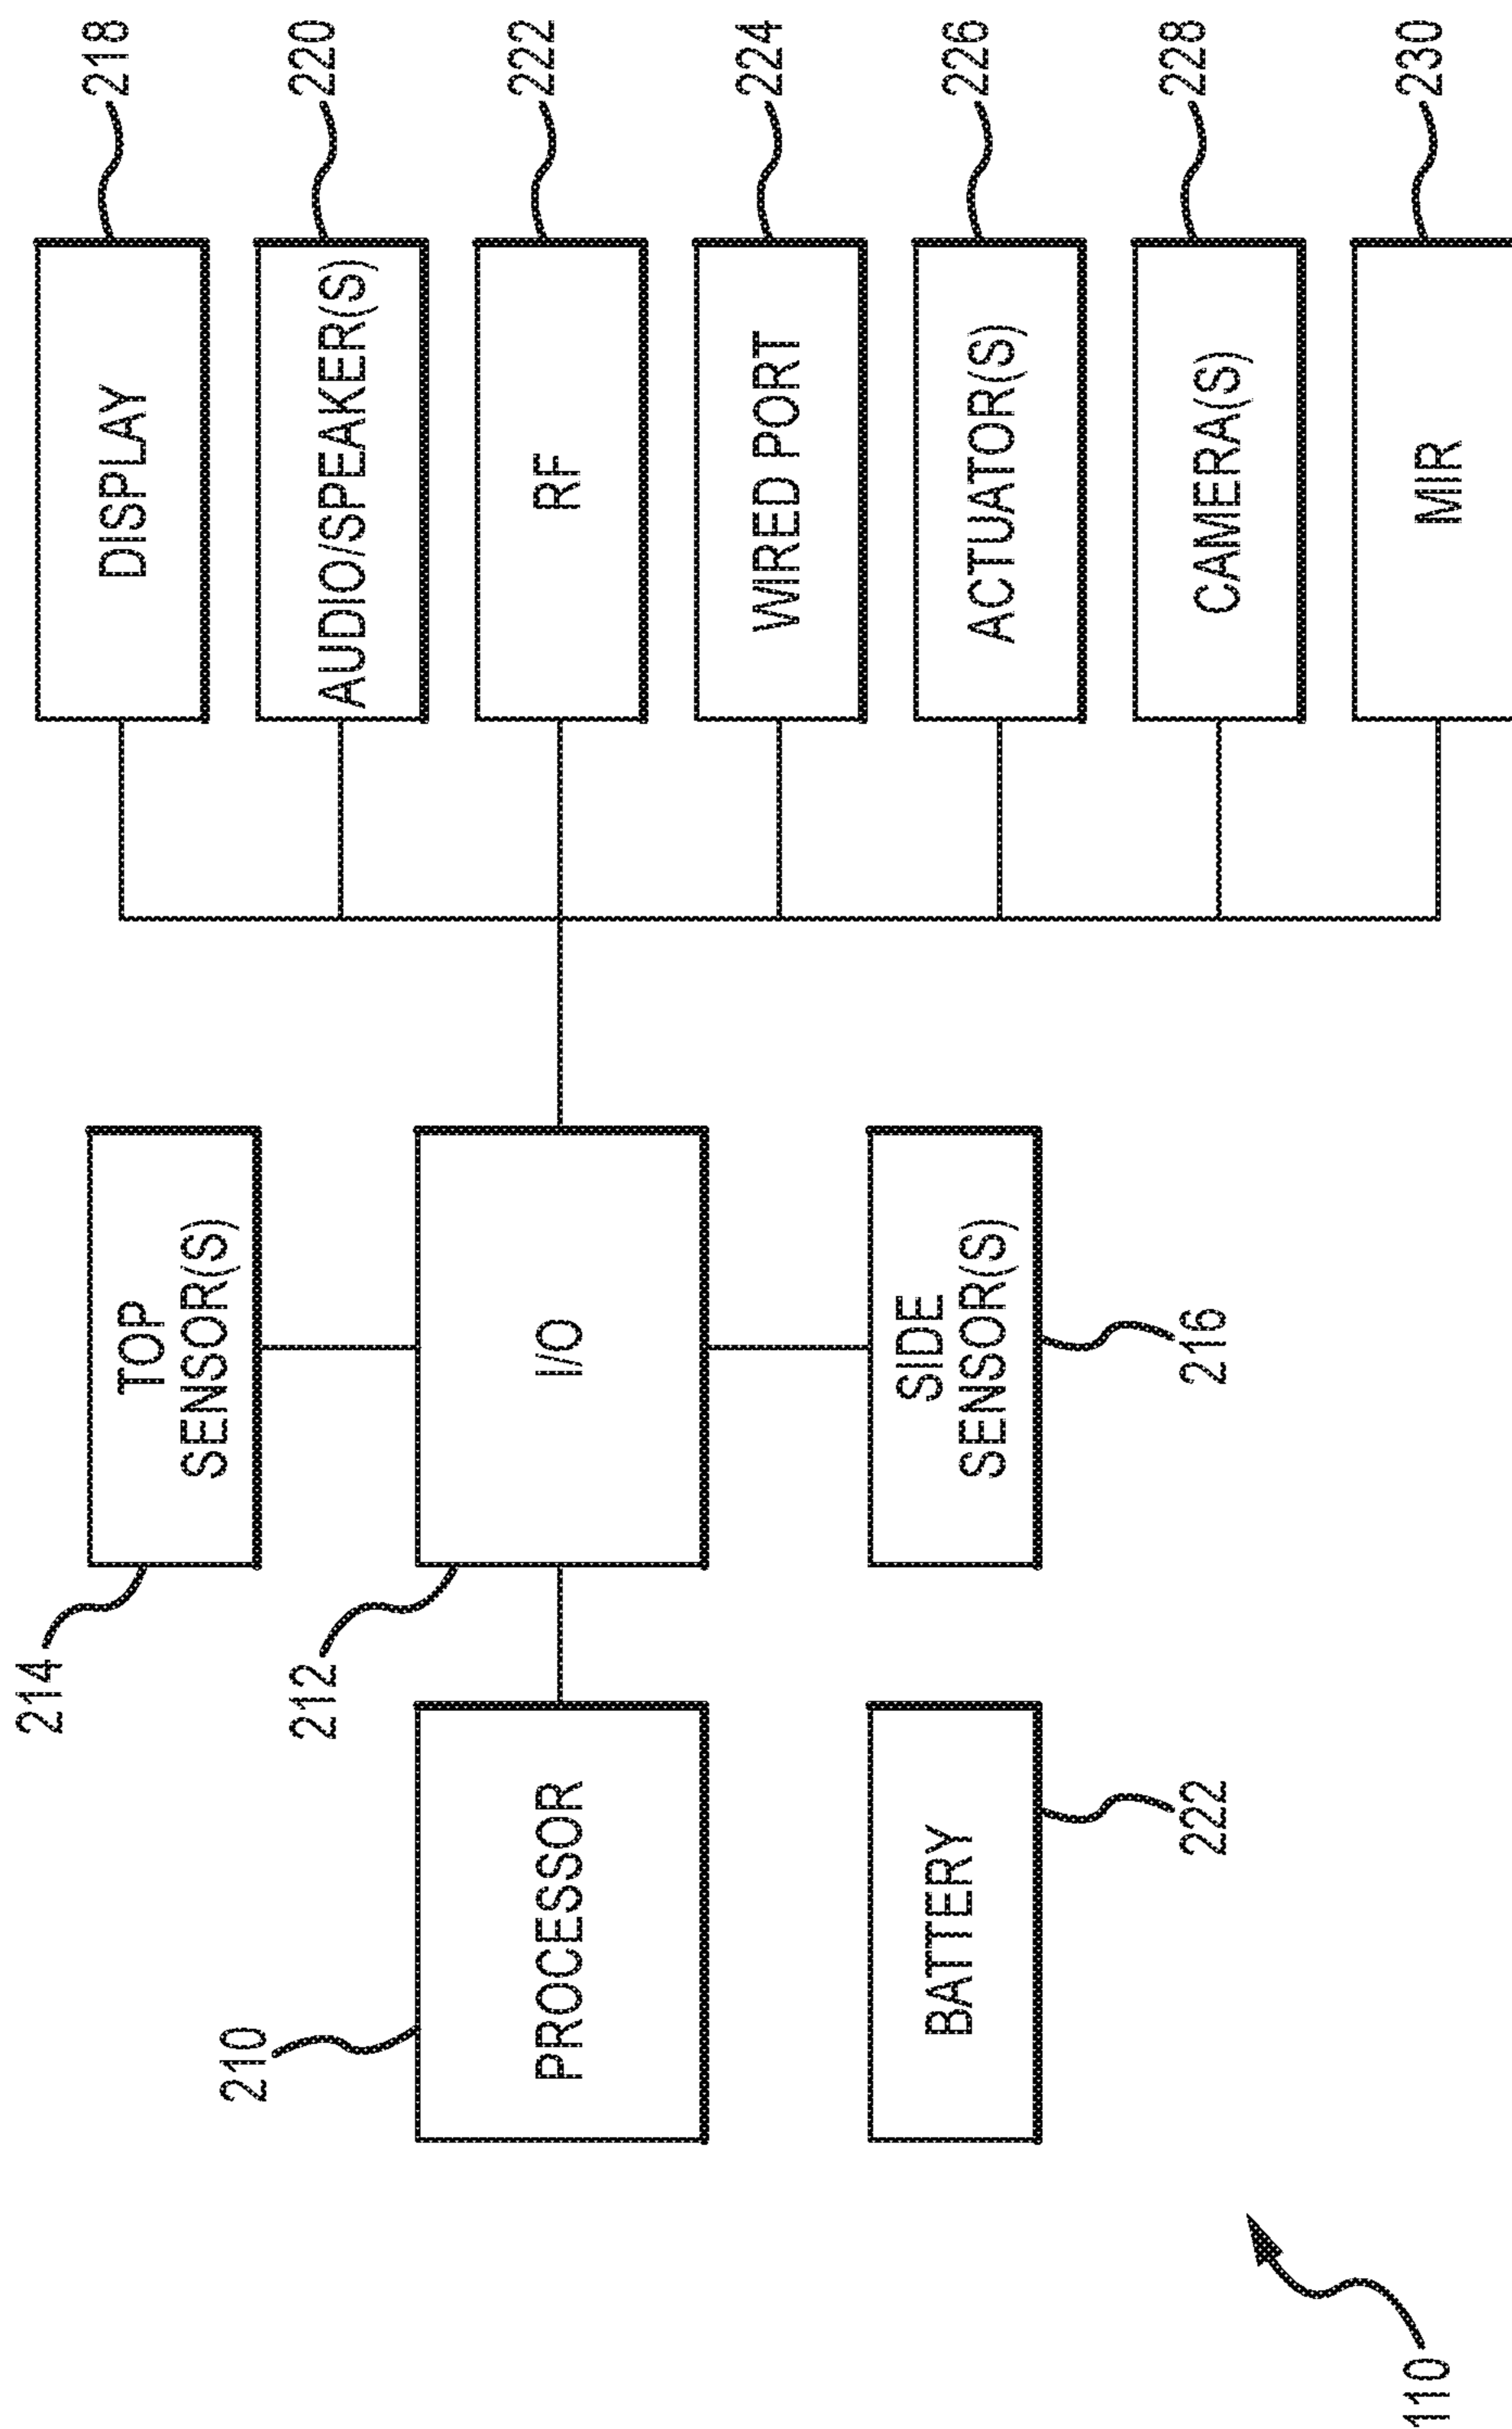 218
DISPLAY
220
AUDIO/SPEAKER(S)
222
RF
224
WIRED PORT
226
ACTUATOR(S)
228
CAMERA(S)
230
MIR
214
TOP
SENSOR(S)
212
I/O
SIDE
SENSOR(S)
216
210
PROCESSOR
BATTERY
222
110